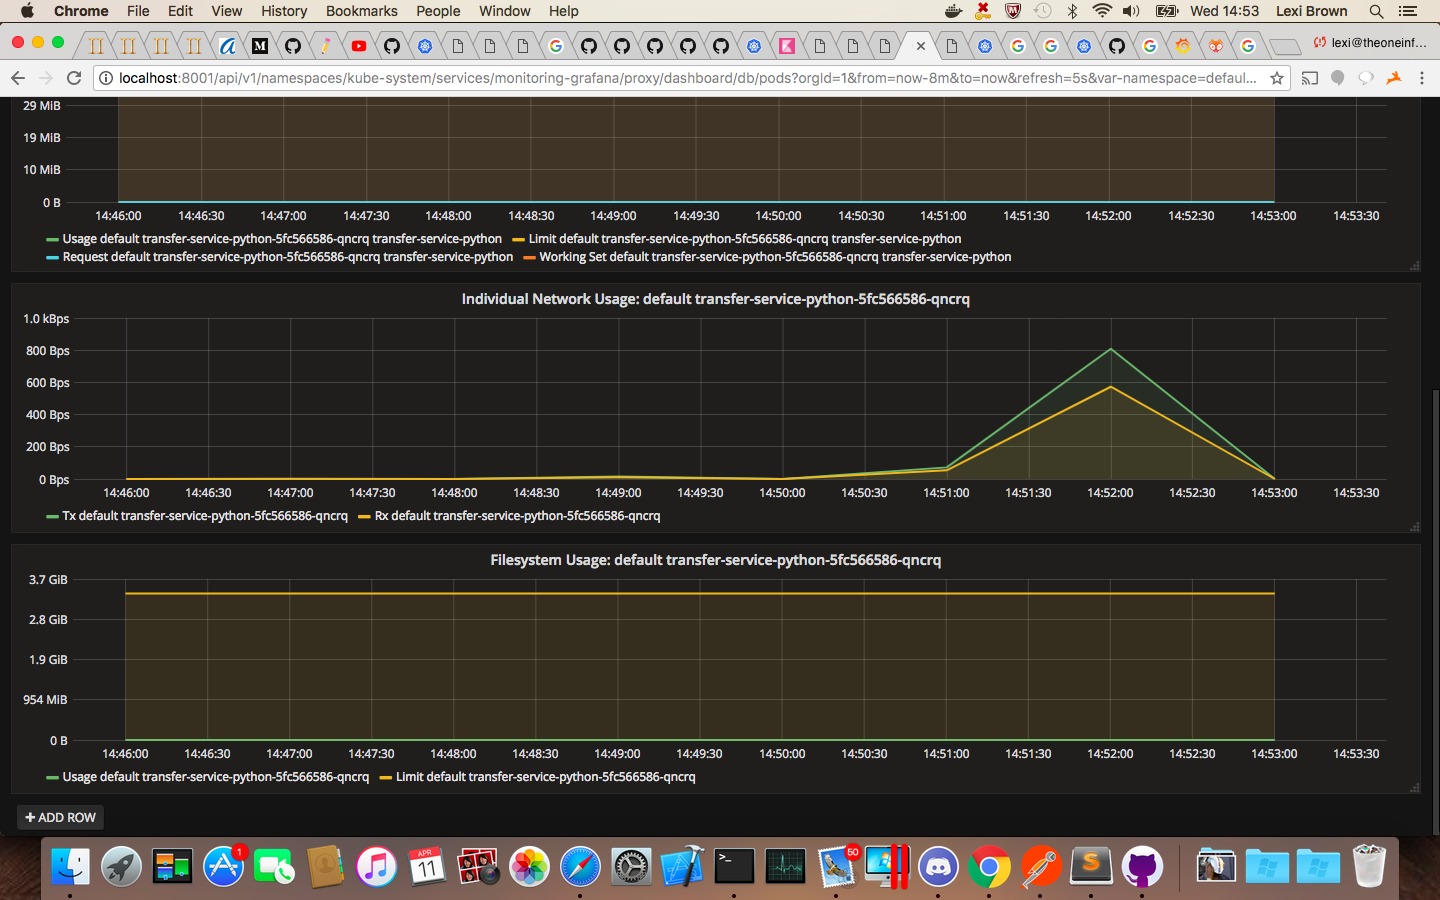 Chrome File Edit View History Bookmarks People Window Help Wed 14:53 Lexi Brown
lexi@theoneinf...
localhost:8001/api/v1/namespaces/kube-system/services/monitoring-grafana/proxy/dashboard/db/pods?orgId=1&from=now-8m&to=now&refresh=5s&var-namespace=defaul...
29 MiB
19 MiB
10 MiB
0 B
14:46:00 14:46:30 14:47:00 14:47:30 14:48:00 14:48:30 14:49:00 14:49:30 14:50:00 14:50:30 14:51:00 14:51:30 14:52:00 14:52:30 14:53:00 14:53:30
Usage default transfer-service-python-5fc566586-qncrq transfer-service-python Limit default transfer-service-python-5fc566586-qncrq transfer-service-python
Request default transfer-service-python-5fc566586-qncrq transfer-service-python Working Set default transfer-service-python-5fc566586-qncrq transfer-service-python
Individual Network Usage: default transfer-service-python-5fc566586-qncrq
1.0 kBps
800 Bps
600 Bps
400 Bps
200 Bps
0 Bps
14:46:00 14:46:30 14:47:00 14:47:30 14:48:00 14:48:30 14:49:00 14:49:30 14:50:00 14:50:30 14:51:00 14:51:30 14:52:00 14:52:30 14:53:00 14:53:30
Tx default transfer-service-python-5fc566586-qncrq Rx default transfer-service-python-5fc566586-qncrq
Filesystem Usage: default transfer-service-python-5fc566586-qncrq
3.7 GiB
2.8 GiB
1.9 GiB
954 MiB
0 B
14:46:00 14:46:30 14:47:00 14:47:30 14:48:00 14:48:30 14:49:00 14:49:30 14:50:00 14:50:30 14:51:00 14:51:30 14:52:00 14:52:30 14:53:00 14:53:30
Usage default transfer-service-python-5fc566586-qncrq Limit default transfer-service-python-5fc566586-qncrq
+ ADD ROW
1
APR
11
50